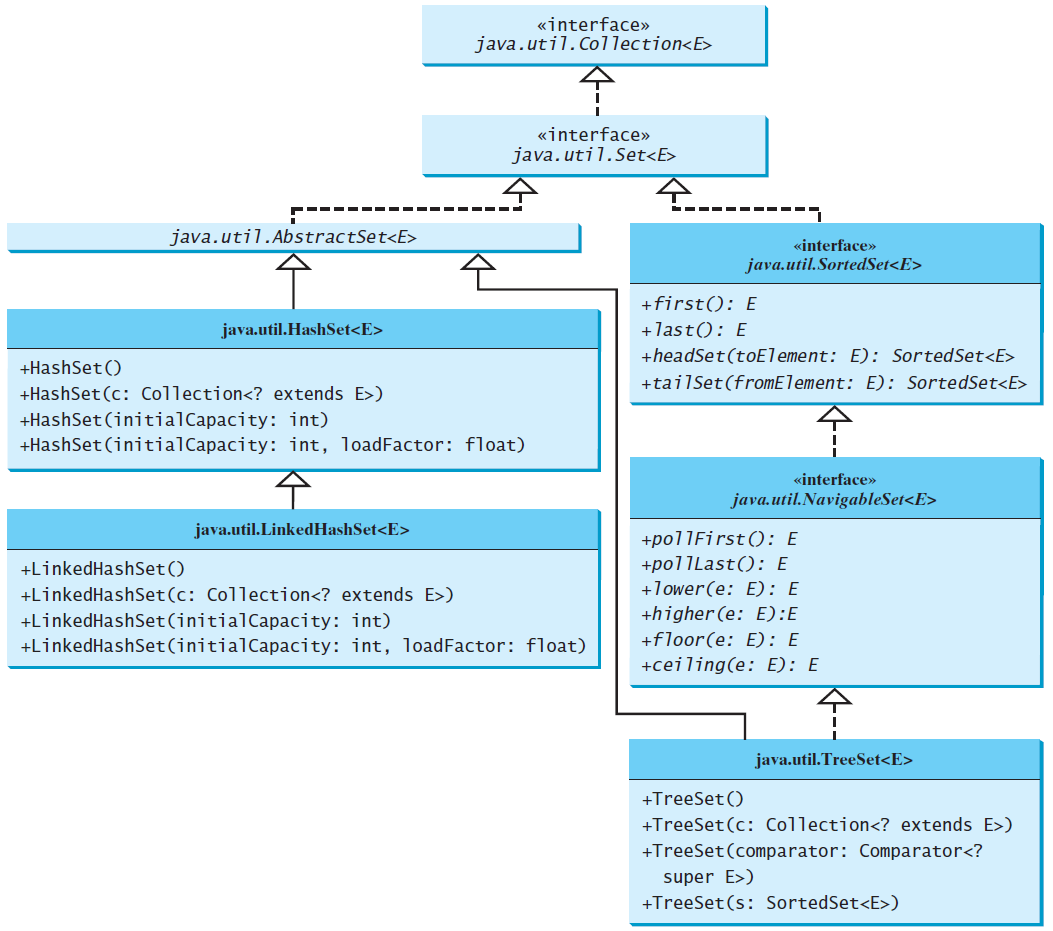 «interface»
java.util.Collection<E>
«interface»
java.util.Set<E>
java.util.AbstractSet<E>
java.util.HashSet<E>
+HashSet()
+HashSet(c: Collection<? extends E>)
+HashSet(initialCapacity: int)
+HashSet(initialCapacity: int, loadFactor: float)
java.util.LinkedHashSet<E>
+LinkedHashSet()
+LinkedHashSet(c: Collection<? extends E>)
+LinkedHashSet(initialCapacity: int)
+LinkedHashSet(initialCapacity: int, loadFactor: float)
«interface»
java.util.SortedSet<E>
+first(): E
+last(): E
+headSet(toElement: E): SortedSet<E>
+tailSet(fromElement: E): SortedSet<E>
«interface»
java.util.NavigableSet<E>
+pollFirst(): E
+pollLast(): E
+lower(e: E): E
+higher(e: E):E
+floor(e: E): E
+ceiling(e: E): E
java.util.TreeSet<E>
+TreeSet()
+TreeSet(c: Collection<? extends E>)
+TreeSet(comparator: Comparator<?
super E>)
+TreeSet(s: SortedSet<E>)